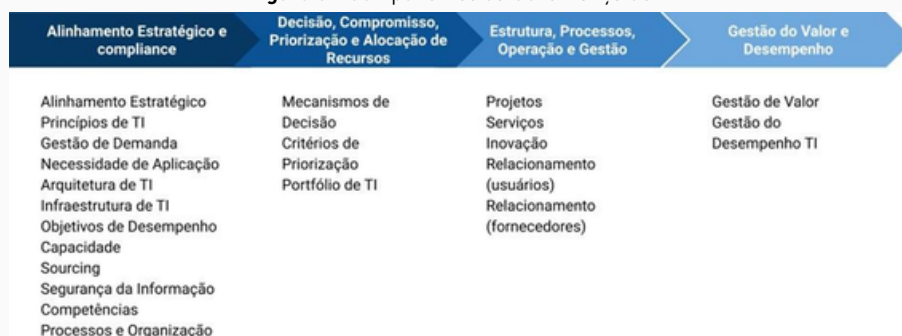 Alinhamento Estratégico e
compliance
Decisão, Compromisso,
Priorização e Alocação de
Recursos
Estrutura, Processos,
Operação e Gestão
Gestão do Valor e
Desempenho
Alinhamento Estratégico
Princípios de TI
Gestão de Demanda
Necessidade de Aplicação
Arquitetura de TI
Infraestrutura de TI
Objetivos de Desempenho
Capacidade
Sourcing
Segurança da Informação
Competências
Processos e Organização
Mecanismos de
Decisão
Critérios de
Priorização
Portfólio de TI
Projetos
Serviços
Inovação
Relacionamento
(usuários)
Relacionamento
(fornecedores)
Gestão de Valor
Gestão do
Desempenho TI